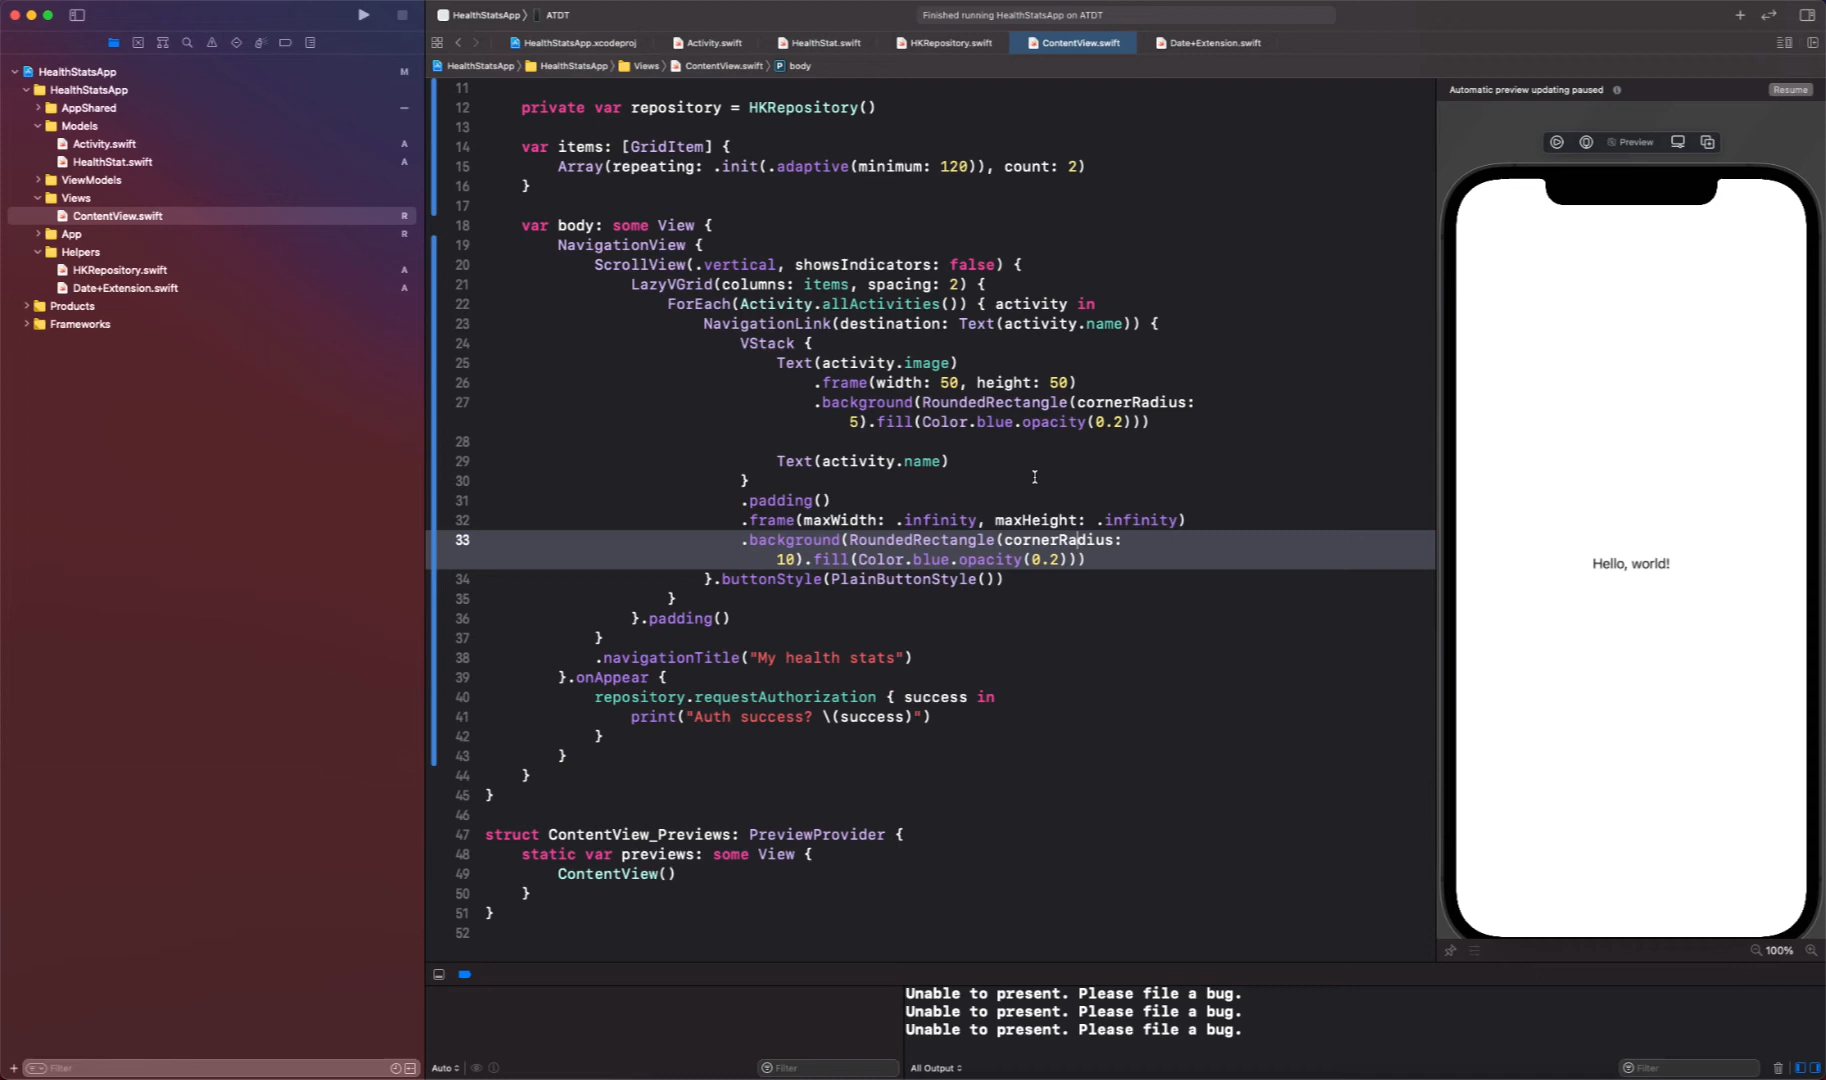 HealthStatsApp
ATDT
Finished running HealthStatsApp on ATDT
HealthStatsApp.xcodeproj
Activity.swift
HealthStat.swift
HKRepository.swift
ContentView.swift
Date+Extension.swift
HealthStatsApp
HealthStatsApp
Views
ContentView.swift
P body
HealthStatsApp M
HealthStatsApp
AppShared
Models
Activity.swift A
HealthStat.swift A
ViewModels
Views
ContentView.swift R
App R
Helpers
HKRepository.swift A
Date+Extension.swift A
Products
Frameworks
11
12 private var repository = HKRepository()
13
14 var items: [GridItem] {
15 Array(repeating: .init(.adaptive(minimum: 120)), count: 2)
16 }
17
18 var body: some View {
19 NavigationView {
20 ScrollView(.vertical, showsIndicators: false) {
21 LazyVGrid(columns: items, spacing: 2) {
22 ForEach(Activity.allActivities()) { activity in
23 NavigationLink(destination: Text(activity.name)) {
24 VStack {
25 Text(activity.image)
26 .frame(width: 50, height: 50)
27 .background(RoundedRectangle(cornerRadius:
5).fill(Color.blue.opacity(0.2)))
28
29 Text(activity.name)
30 }
31 .padding()
32 .frame(maxWidth: .infinity, maxHeight: .infinity)
33 .background(RoundedRectangle(cornerRadius:
10).fill(Color.blue.opacity(0.2)))
34 }.buttonStyle(PlainButtonStyle())
35 }
36 }.padding()
37 }
38 .navigationTitle("My health stats")
39 }.onAppear {
40 repository.requestAuthorization { success in
41 print("Auth success? \(success)")
42 }
43 }
44 }
45 }
46
47 struct ContentView_Previews: PreviewProvider {
48 static var previews: some View {
49 ContentView()
50 }
51 }
52
Automatic preview updating paused
Resume
Preview
Hello, world!
100%
Unable to present. Please file a bug.
Unable to present. Please file a bug.
Unable to present. Please file a bug.
Filter
Auto
Filter
All Output
Filter